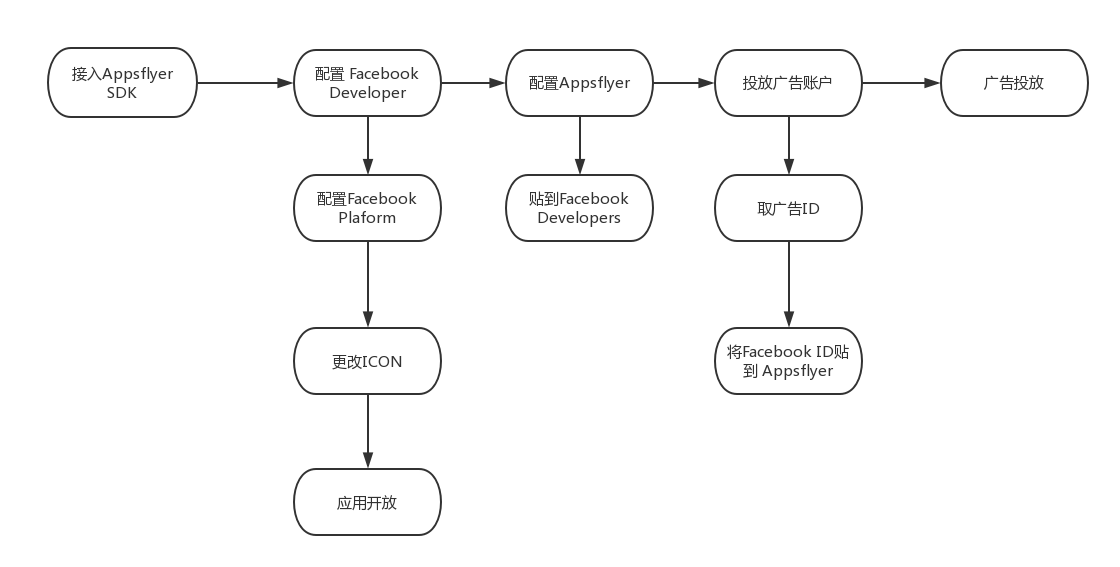 接入Appsflyer
SDK
配置 Facebook
Developer
配置Appsflyer
投放广告账户
广告投放
配置Facebook
Plaform
贴到Facebook
Developers
取广告ID
更改ICON
将Facebook ID贴
到 Appsflyer
应用开放